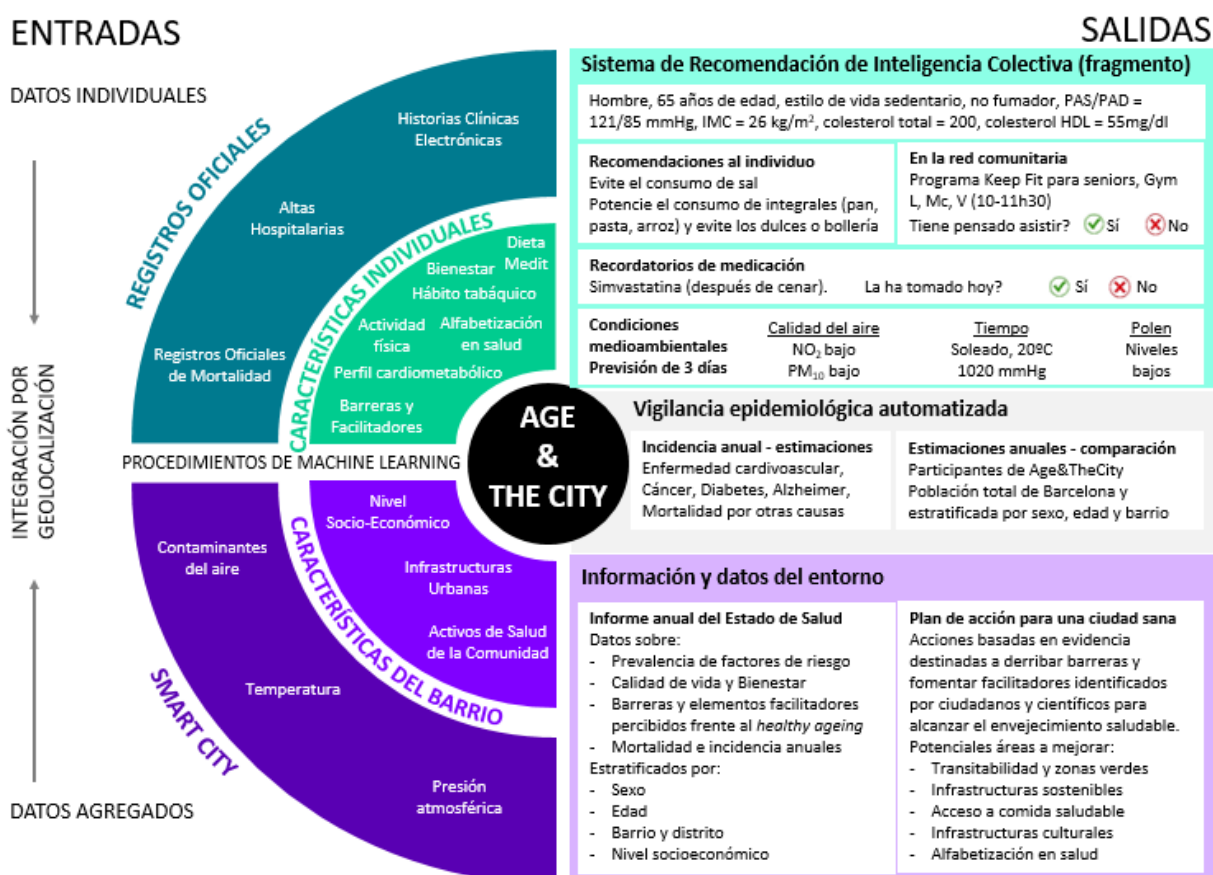 ENTRADAS
DATOS INDIVIDUALES
INTEGRACIÓN POR
GEOLOCALIZACIÓN
DATOS AGREGADOS
REGISTROS OFICIALES
Historias Clínicas
Electrónicas
Altas
Hospitalarias
Registros Oficiales
de Mortalidad
CARACTERÍSTICAS INDIVIDUALES
Dieta
Medit
Bienestar
Hábito tabáquico
Actividad
física
Alfabetización
en salud
Perfil cardiometabólico
Barreras y
Facilitadores
PROCEDIMIENTOS DE MACHINE LEARNING
AGE
&
THE CITY
CARACTERÍSTICAS DEL BARRIO
Nivel
Socio-Económico
Infrastructuras
Urbanas
Activos de Salud
de la Comunidad
SMART CITY
Contaminantes
del aire
Temperatura
Presión
atmosférica
SALIDAS
Sistema de Recomendación de Inteligencia Colectiva (fragmento)
Hombre, 65 años de edad, estilo de vida sedentario, no fumador, PAS/PAD =
121/85 mmHg, IMC = 26 kg/m², colesterol total = 200, colesterol HDL = 55mg/dl
Recomendaciones al individuo
Evite el consumo de sal
Potencie el consumo de integrales (pan,
pasta, arroz) y evite los dulces o bollería
En la red comunitaria
Programa Keep Fit para seniors, Gym
L, Mc, V (10-11h30)
Tiene pensado asistir? Sí No
Recordatorios de medicación
Simvastatina (después de cenar). La ha tomado hoy? Sí No
Condiciones
medioambientales
Previsión de 3 días
Calidad del aire
NO₂ bajo
PM₁₀ bajo
Tiempo
Soleado, 20ºC
1020 mmHg
Polen
Niveles
bajos
Vigilancia epidemiológica automatizada
Incidencia anual - estimaciones
Enfermedad cardivoascular,
Cáncer, Diabetes, Alzheimer,
Mortalidad por otras causas
Estimaciones anuales - comparación
Participantes de Age&TheCity
Población total de Barcelona y
estratificada por sexo, edad y barrio
Información y datos del entorno
Informe anual del Estado de Salud
Datos sobre:
- Prevalencia de factores de riesgo
- Calidad de vida y Bienestar
- Barreras y elementos facilitadores
percibidos frente al healthy ageing
- Mortalidad e incidencia anuales
Estratificados por:
- Sexo
- Edad
- Barrio y distrito
- Nivel socioeconómico
Plan de acción para una ciudad sana
Acciones basadas en evidencia
destinadas a derribar barreras y
fomentar facilitadores identificados
por ciudadanos y científicos para
alcanzar el envejecimiento saludable.
Potenciales áreas a mejorar:
- Transitabilidad y zonas verdes
- Infrastructuras sostenibles
- Acceso a comida saludable
- Infrastructuras culturales
- Alfabetización en salud